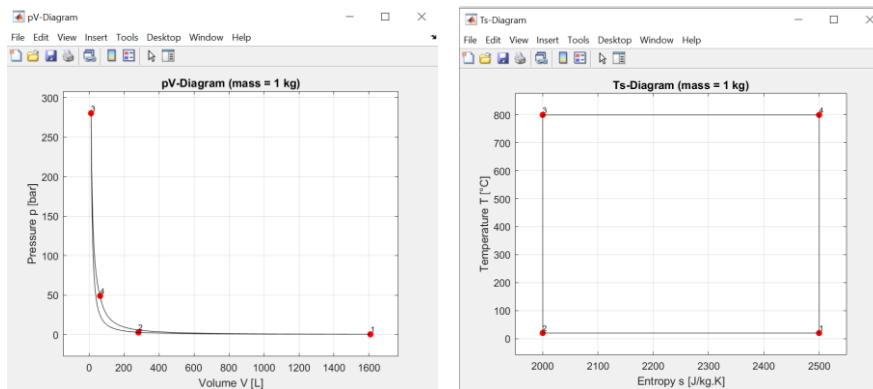 pV-Diagram
File Edit View Insert Tools Desktop Window Help
pV-Diagram (mass = 1 kg)
300
250
200
150
100
50
0
Pressure p [bar]
3
4
2
1
0 200 400 600 800 1000 1200 1400 1600
Volume V [L]
Ts-Diagram
File Edit View Insert Tools Desktop Window Help
Ts-Diagram (mass = 1 kg)
800
700
600
500
400
300
200
100
0
Temperature T [°C]
3
4
2
1
2000 2100 2200 2300 2400 2500
Entropy s [J/kg.K]